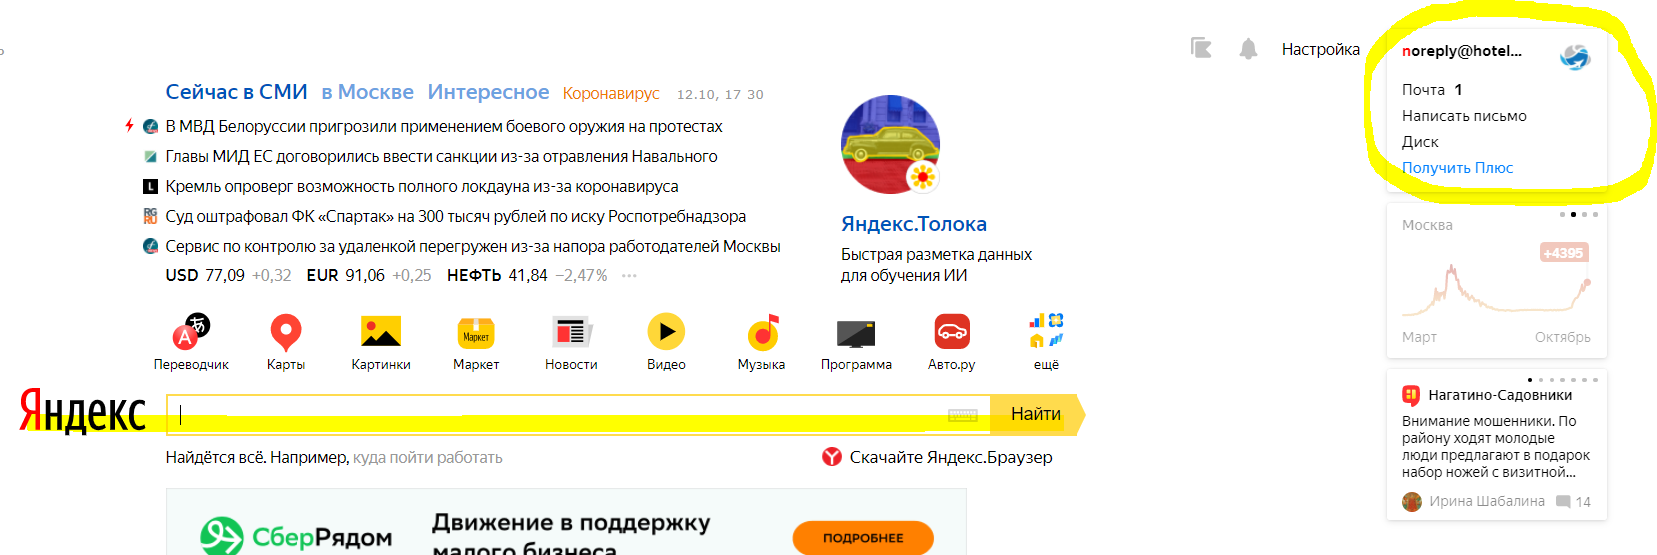 Настройка
Сейчас в СМИ в Москве Интересное Коронавирус 12.10, 17 30
В МВД Белоруссии пригрозили применением боевого оружия на протестах
Главы МИД ЕС договорились ввести санкции из-за отравления Навального
Кремль опроверг возможность полного локдауна из-за коронавируса
Суд оштрафовал ФК «Спартак» на 300 тысяч рублей по иску Роспотребнадзора
Сервис по контролю за удаленкой перегружен из-за напора работодателей Москвы
USD 77,09 +0,32 EUR 91,06 +0,25 НЕФТЬ 41,84 −2,47% ···
Яндекс.Толока
Быстрая разметка данных
для обучения ИИ
noreply@hotel...
Почта 1
Написать письмо
Диск
Получить Плюс
Москва
+4395
Март Октябрь
Переводчик Карты Картинки Маркет Новости Видео Музыка Программа Авто.ру ещё
Яндекс Найти
Найдётся всё. Например, куда пойти работать
Скачайте Яндекс.Браузер
Нагатино-Садовники
Внимание мошенники. По
району ходят молодые
люди предлагают в подарок
набор ножей с визитной...
Ирина Шабалина 14
СберРядом
Движение в поддержку
малого бизнеса
ПОДРОБНЕЕ